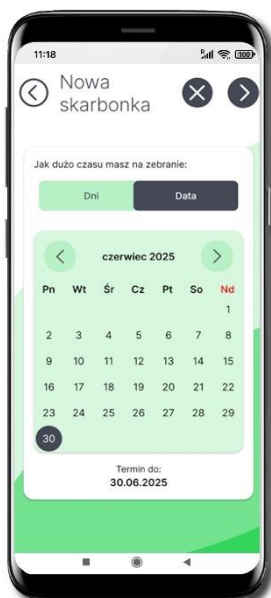 11:18
100
Nowa
skarbonka
Jak dużo czasu masz na zebranie:
Dni Data
czerwiec 2025
Pn Wt Śr Cz Pt So Nd
1
2 3 4 5 6 7 8
9 10 11 12 13 14 15
16 17 18 19 20 21 22
23 24 25 26 27 28 29
30
Termin do:
30.06.2025